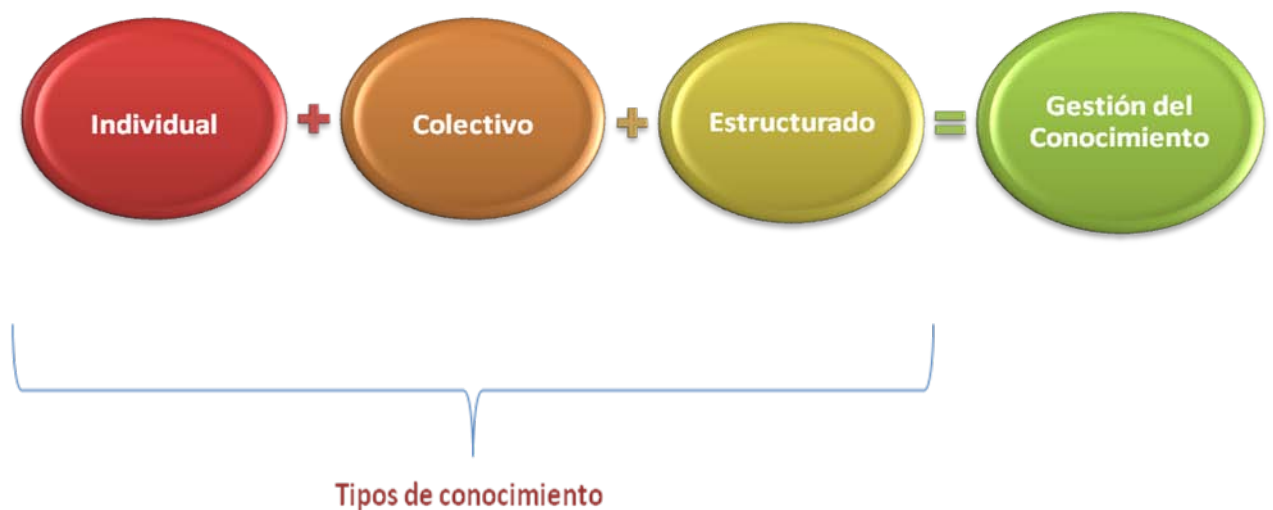 Individual + Colectivo + Estructurado = Gestión del
Conocimiento
Tipos de conocimiento